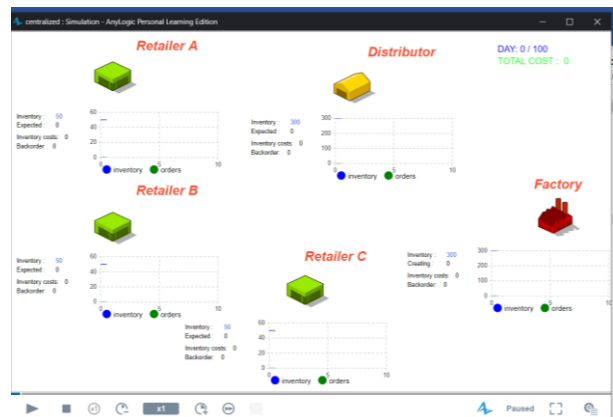 centralized : Simulation - AnyLogic Personal Learning Edition
Retailer A
Distributor
DAY: 0 / 100
TOTAL COST : 0
Inventory : 50
Expected : 0
Inventory costs: 0
Backorder: 0
60
40
20
0
0
5
10
inventory
orders
Inventory : 300
Expected : 0
Inventory costs: 0
Backorder: 0
300
200
100
0
0
5
10
inventory
orders
Retailer B
Inventory : 50
Expected : 0
Inventory costs: 0
Backorder: 0
60
40
20
0
0
5
10
inventory
orders
Factory
Inventory : 300
Creating : 0
Inventory costs: 0
Backorder: 0
300
200
100
0
0
5
10
inventory
orders
Retailer C
Inventory : 50
Expected : 0
Inventory costs: 0
Backorder: 0
60
40
20
0
0
5
10
inventory
orders
x1
x1
Paused